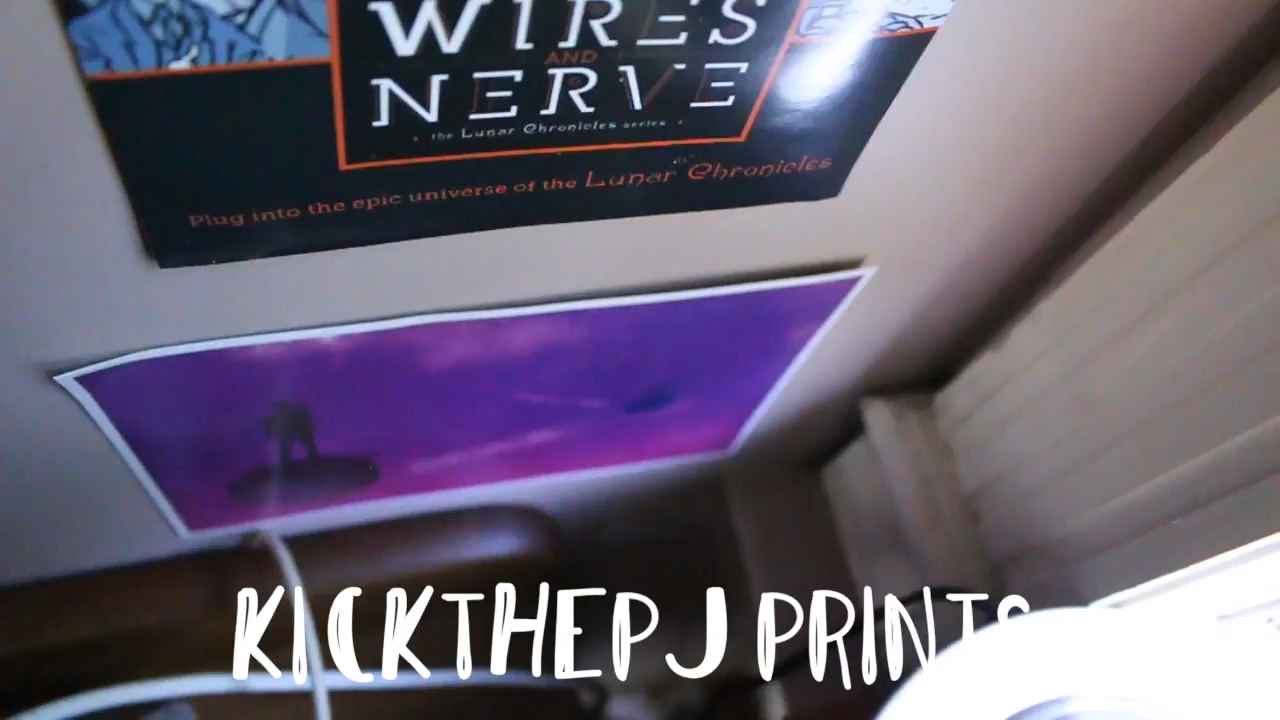 WIRES
AND
NERVE
the Lunar Chronicles series
Plug into the epic universe of the Lunar Chronicles
KICKTHEPJ PRINTS